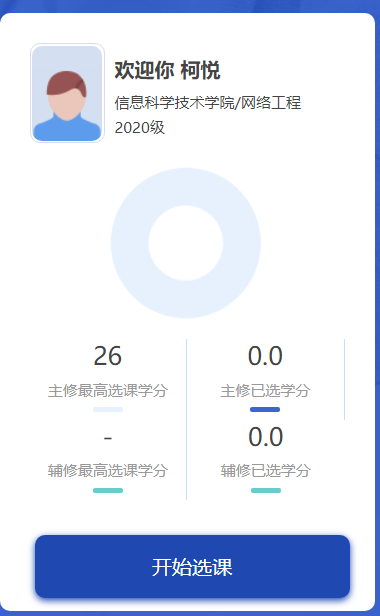 欢迎你 柯悦
信息科学技术学院/网络工程
2020级
26
0.0
主修最高选课学分
主修已选学分
-
0.0
辅修最高选课学分
辅修已选学分
开始选课